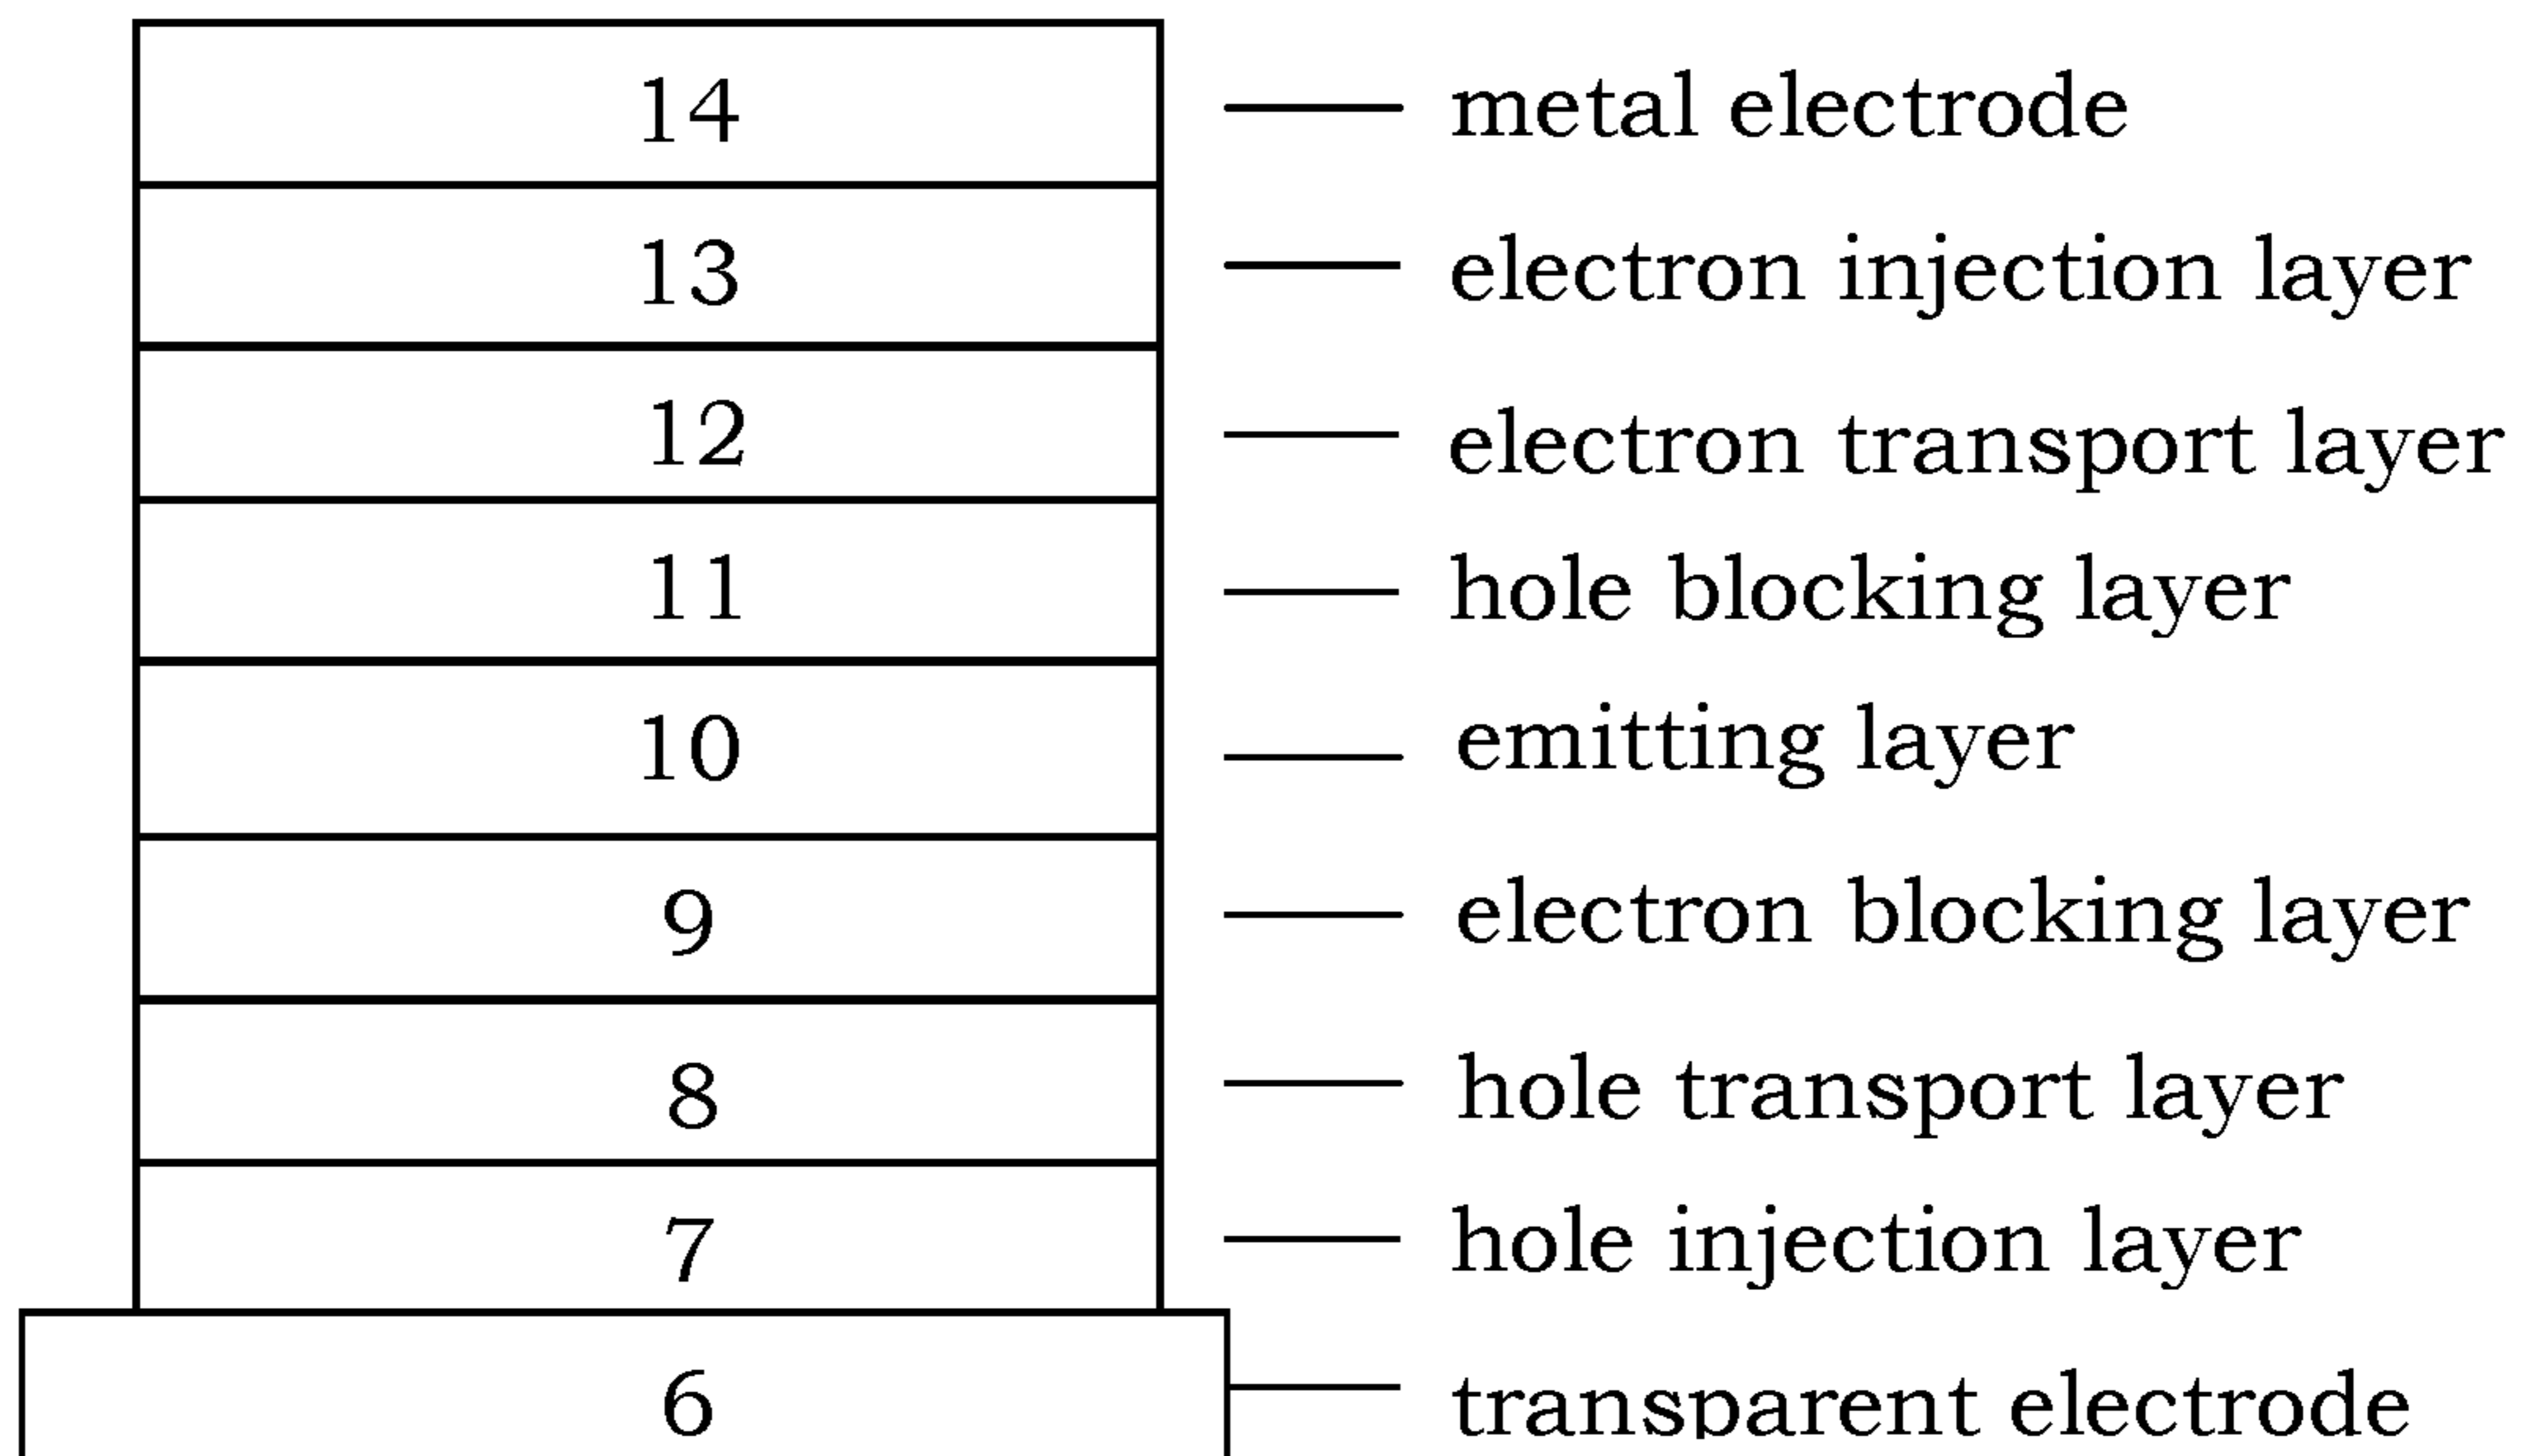 14 metal electrode
13 electron injection layer
12 electron transport layer
11 hole blocking layer
10 emitting layer
9 electron blocking layer
8 hole transport layer
7 hole injection layer
6 transparent electrode